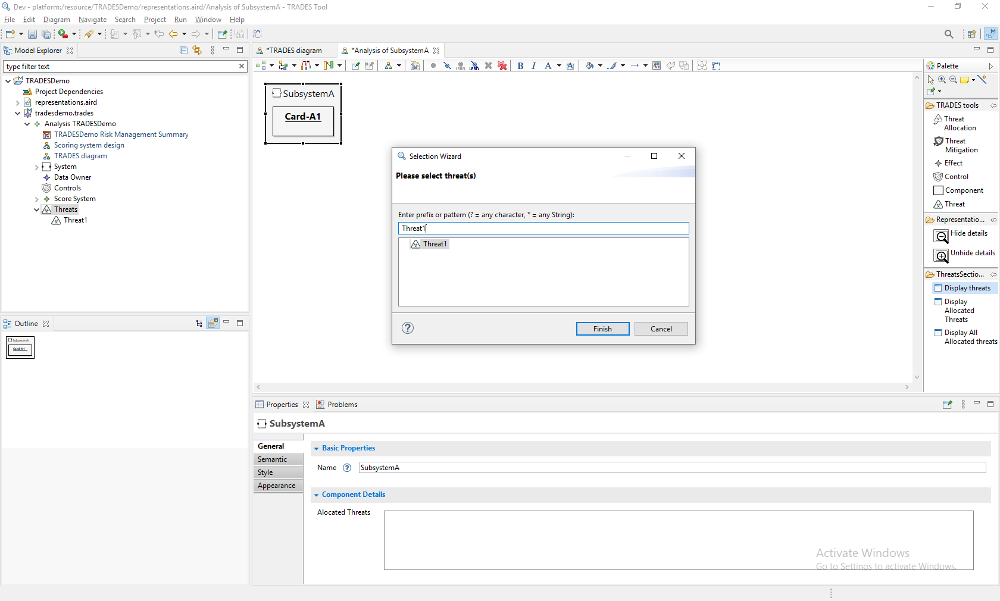 Dev - platform:/resource/TRADESDemo/representations.aird/Analysis of SubsystemA - TRADES Tool
File Edit Diagram Navigate Search Project Run Window Help
Model Explorer
type filter text
TRADESDemo
Project Dependencies
representations.aird
tradesdemo.trades
Analysis TRADESDemo
TRADESDemo Risk Management Summary
Scoring system design
TRADES diagram
System
Data Owner
Controls
Score System
Threats
Threat1
Outline
SubsystemA
Card-A1
*TRADES diagram
*Analysis of SubsystemA
LABEL LABEL
B I A
SubsystemA
Card-A1
Selection Wizard
Please select threat(s)
Enter prefix or pattern (? = any character, * = any String):
Threat1
Threat1
Finish
Cancel
Palette
TRADES tools
Threat
Allocation
Threat
Mitigation
Effect
Control
Component
Threat
Representatio...
Hide details
Unhide details
ThreatsSectio...
Display threats
Display
Allocated
Threats
Display All
Allocated threats
Properties
Problems
SubsystemA
General
Semantic
Style
Appearance
Basic Properties
Name
SubsystemA
Component Details
Alocated Threats
Activate Windows
Go to Settings to activate Windows.